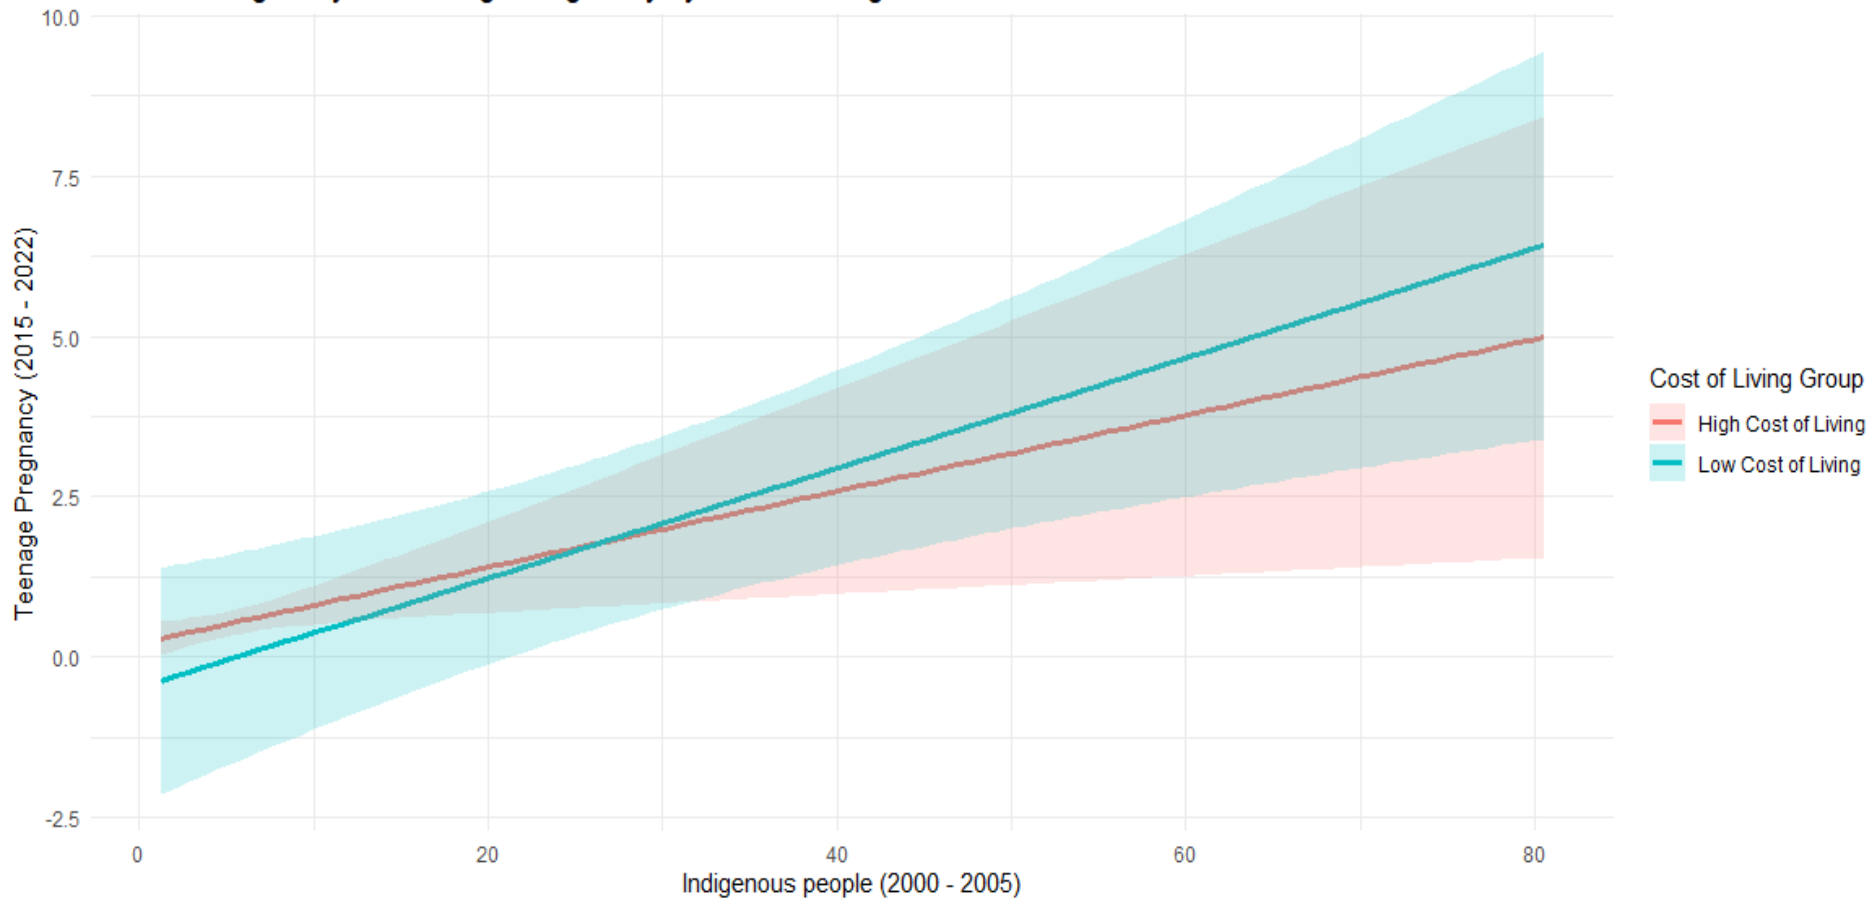 10.0
7.5
5.0
2.5
0.0
-2.5
Teenage Pregnancy (2015 - 2022)
0 20 40 60 80
Indigenous people (2000 - 2005)
Cost of Living Group
High Cost of Living
Low Cost of Living